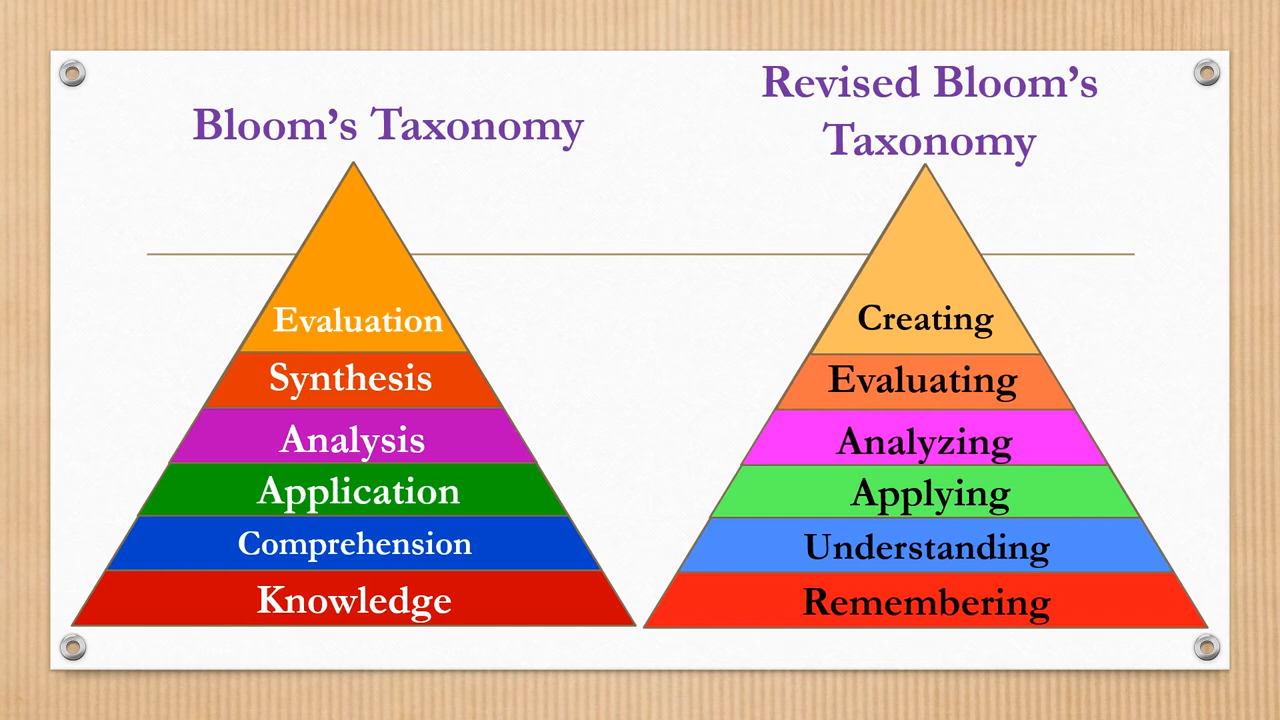 Bloom’s Taxonomy
Evaluation
Synthesis
Analysis
Application
Comprehension
Knowledge
Revised Bloom’s
Taxonomy
Creating
Evaluating
Analyzing
Applying
Understanding
Remembering